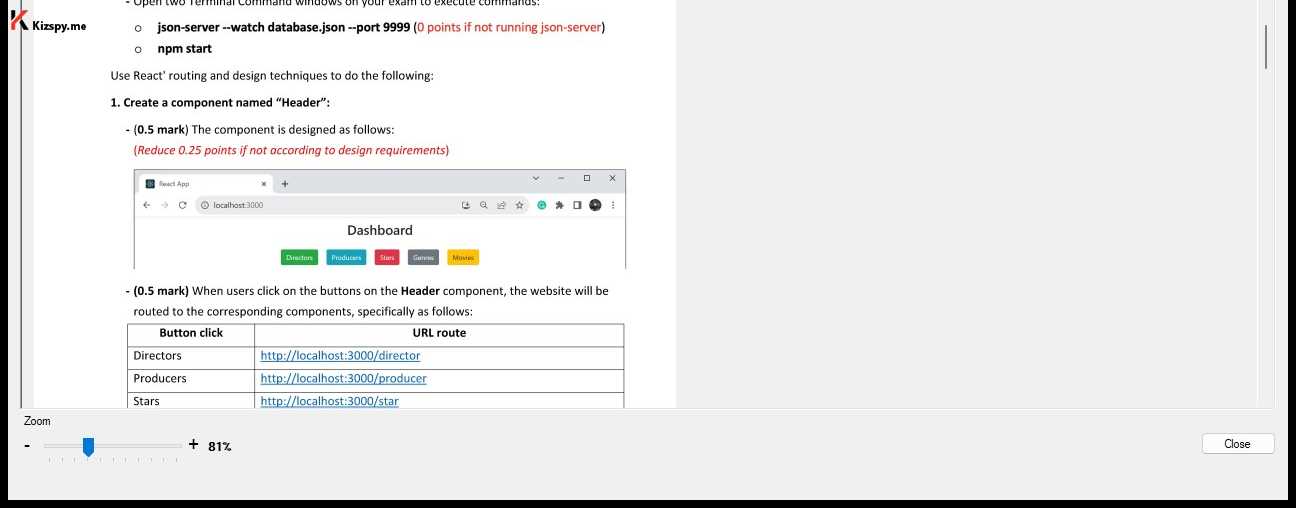 - Open two Terminal Command windows on your exam to execute commands:
Kizspy.me
o json-server --watch database.json --port 9999 (0 points if not running json-server)
o npm start
Use React' routing and design techniques to do the following:
1. Create a component named “Header”:
- (0.5 mark) The component is designed as follows:
(Reduce 0.25 points if not according to design requirements)
React App
localhost:3000
Dashboard
Directors Producers Stars Genres Movies
- (0.5 mark) When users click on the buttons on the Header component, the website will be
routed to the corresponding components, specifically as follows:
Button click URL route
Directors http://localhost:3000/director
Producers http://localhost:3000/producer
Stars http://localhost:3000/star
Zoom
- + 81%
Close